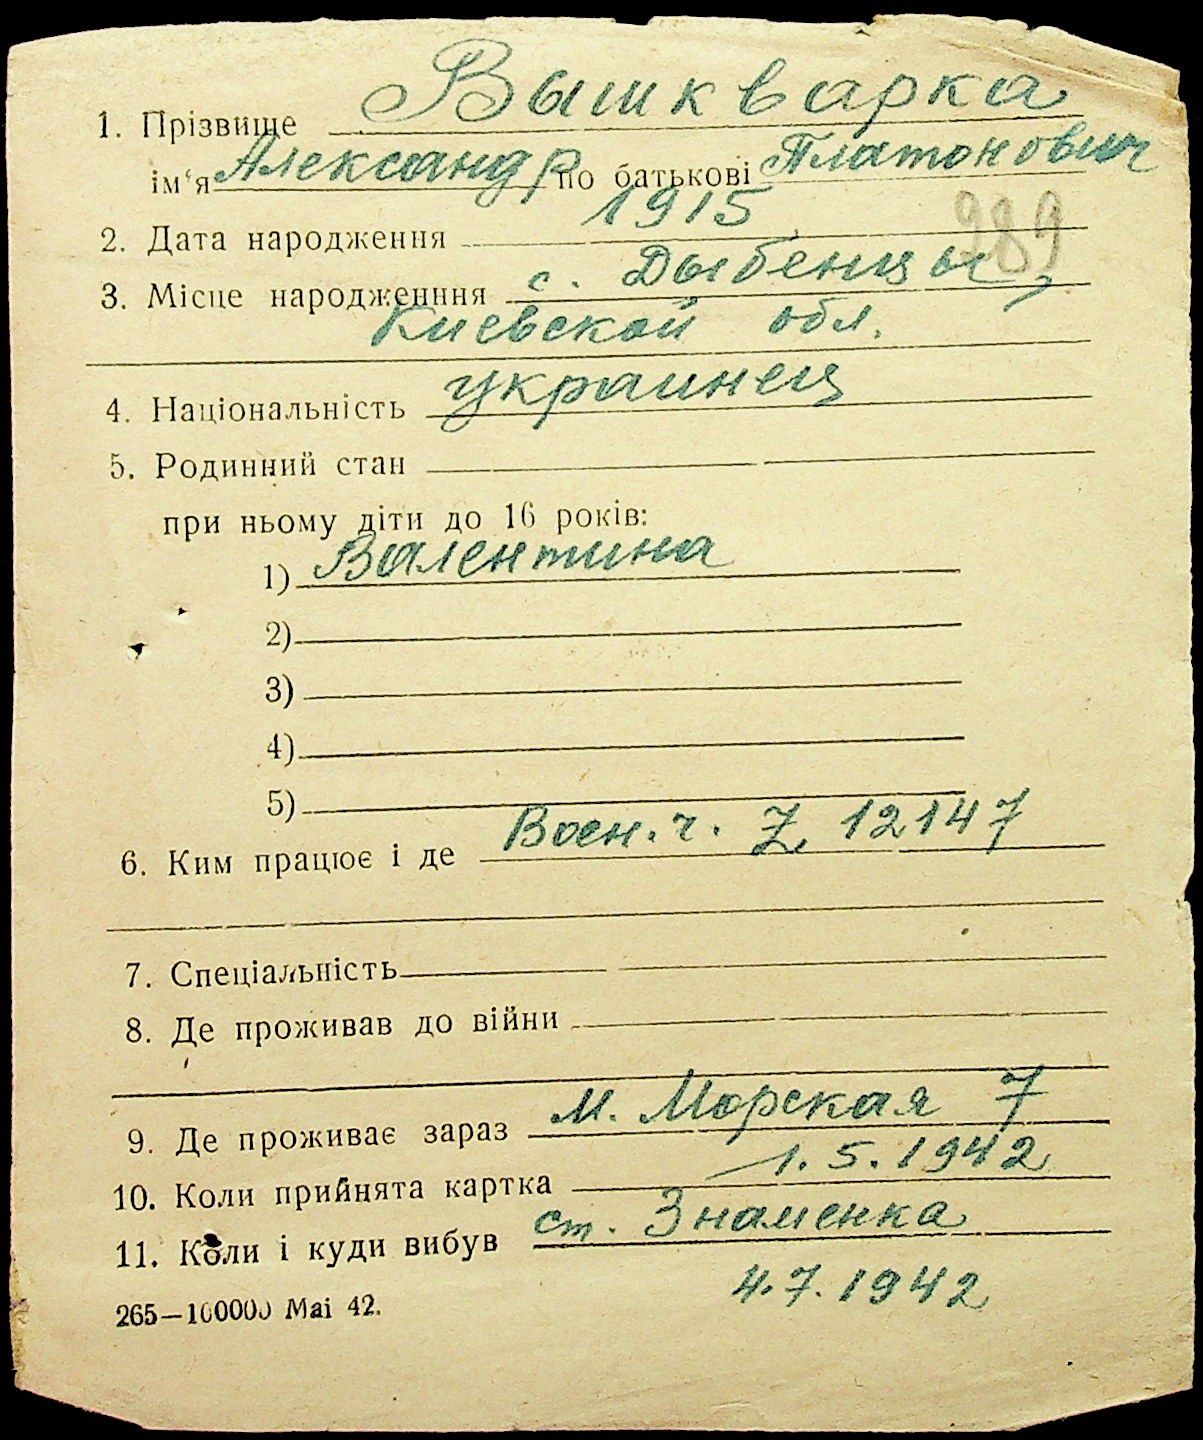 1. Прізвище Вышкварка
ім'я Александр по батькові Платонович
2. Дата народження 1915
989
3. Місце народженння с. Дыбенцы,
Киевской обл.
4. Національність украинец
5. Родинний стан
при ньому діти до 16 років:
1) Валентина
2)
3)
4)
5)
6. Ким працює і де Воен. ч. Z 12147
7. Спеціальність
8. Де проживав до війни
9. Де проживає зараз М. Морская 7
10. Коли прийнята картка 1.5.1942
11. Коли і куди вибув ст. Знаменка
4.7.1942
265—100000 Mai 42.